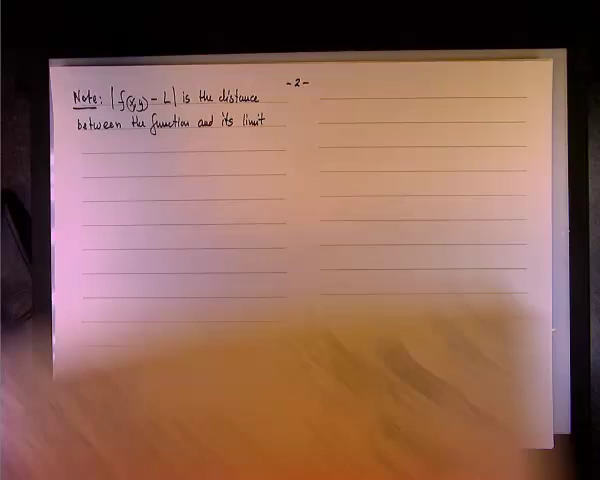 -2-
Note: |f(x,y) - L| is the distance
between the function and its limit